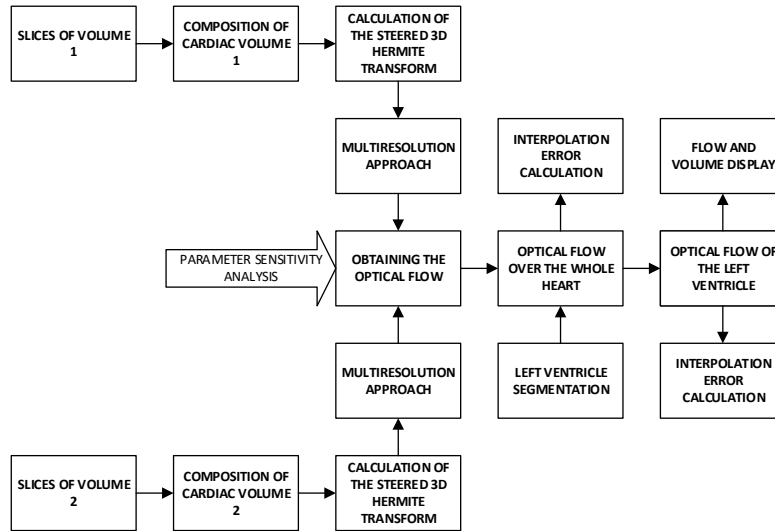 SLICES OF VOLUME
1
COMPOSITION OF
CARDIAC VOLUME
1
CALCULATION OF
THE STEERED 3D
HERMITE
TRANSFORM
MULTIRESOLUTION
APPROACH
INTERPOLATION
ERROR
CALCULATION
FLOW AND
VOLUME DISPLAY
PARAMETER SENSITIVITY
ANALYSIS
OBTAINING THE
OPTICAL FLOW
OPTICAL FLOW
OVER THE WHOLE
HEART
OPTICAL FLOW OF
THE LEFT
VENTRICLE
MULTIRESOLUTION
APPROACH
LEFT VENTRICLE
SEGMENTATION
INTERPOLATION
ERROR
CALCULATION
SLICES OF VOLUME
2
COMPOSITION OF
CARDIAC VOLUME
2
CALCULATION OF
THE STEERED 3D
HERMITE
TRANSFORM